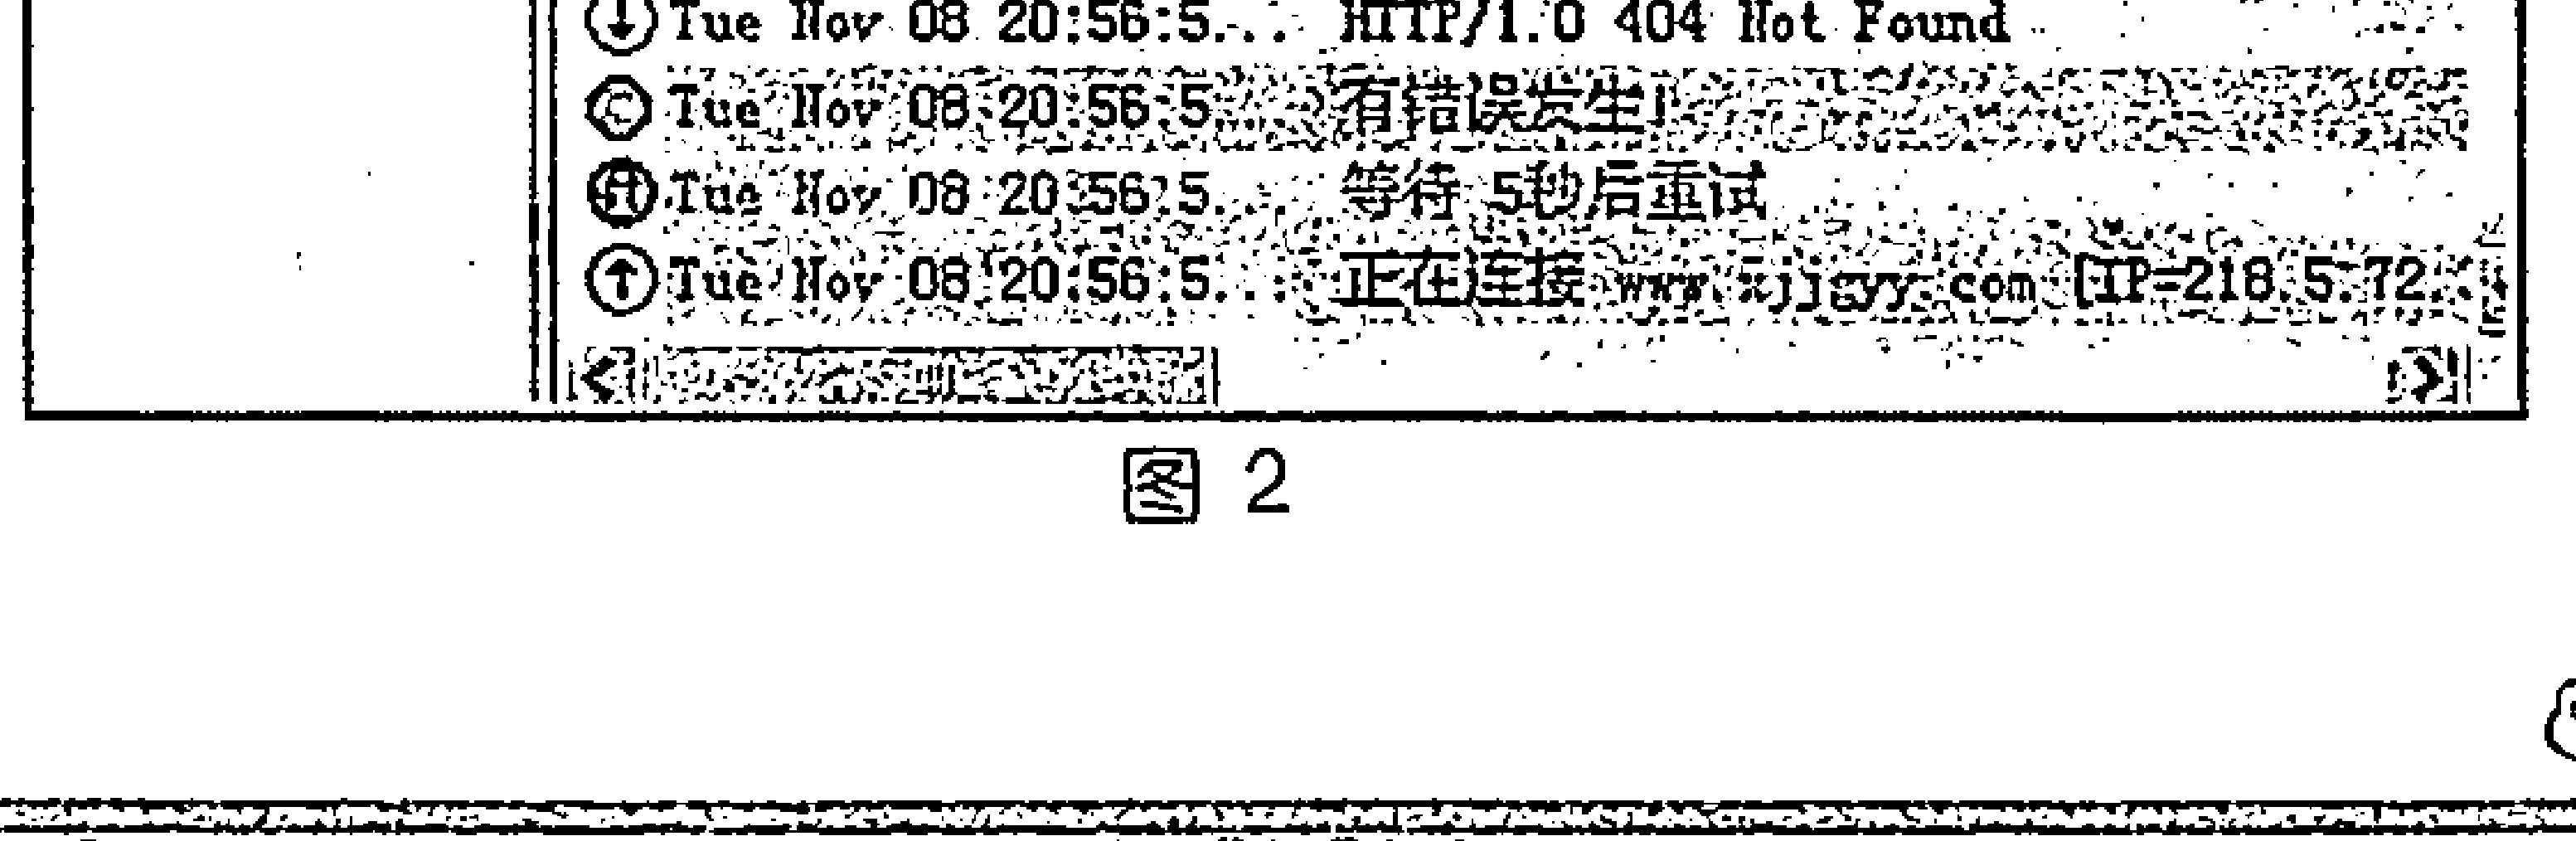 Tue Nov 08 20:56:5... HTTP/1.0 404 Not Found
Tue Nov 08 20:56:5 有错误发生!
Tue Nov 08 20:56:5.. 等待 5秒后重试
Tue Nov 08 20:56:5... 正在连接 www.xjjgyy.com [IP=218.5.72.
图 2